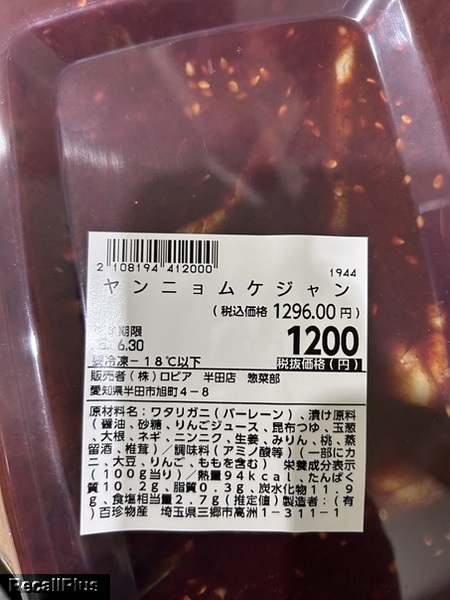 2 108194 412000
1944
ヤンニョムケジャン
(税込価格 1296.00円)
期限
6.30
1200
要冷凍-18℃以下
税抜価格(円)
販売者(株)ロピア 半田店 惣菜部
愛知県半田市旭町4-8
原材料名:ワタリガニ(バーレーン)、漬け原料
(醤油、砂糖、りんごジュース、昆布つゆ、玉葱
、大根、ネギ、ニンニク、生姜、みりん、桃、蒸
留酒、椎茸)/調味料(アミノ酸等)(一部にカ
ニ、大豆、りんご、ももを含む) 栄養成分表示
(100g当り)/熱量94kcal、たんぱく
質10.2g、脂質0.3g、炭水化物11.9
g、食塩相当量2.7g(推定値)製造者:(有
)百珍物産 埼玉県三郷市高洲1-311-1
RecallPlus